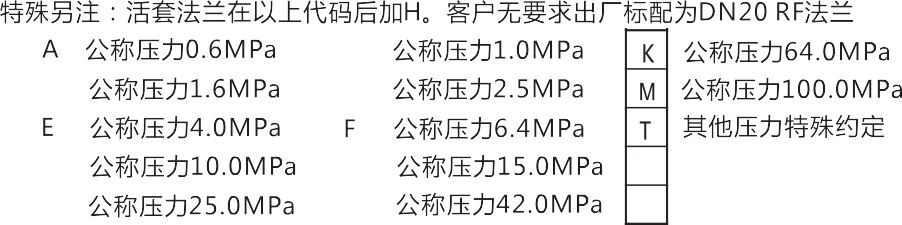 特殊另注：活套法兰在以上代码后加H。客户无要求出厂标配为DN20 RF法兰
A 公称压力0.6MPa 公称压力1.0MPa K 公称压力64.0MPa
公称压力1.6MPa 公称压力2.5MPa M 公称压力100.0MPa
E 公称压力4.0MPa F 公称压力6.4MPa T 其他压力特殊约定
公称压力10.0MPa 公称压力15.0MPa
公称压力25.0MPa 公称压力42.0MPa